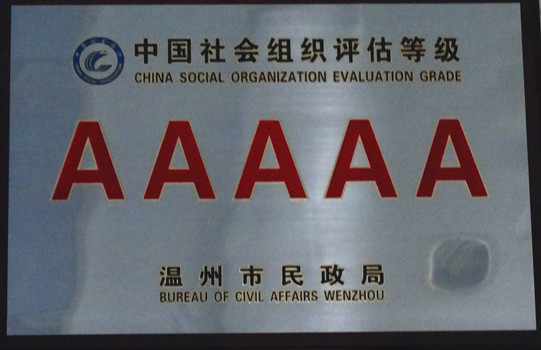 中国社会组织评估等级
CHINA SOCIAL ORGANIZATION EVALUATION GRADE
AAAAA
温州市民政局
BUREAU OF CIVIL AFFAIRS WENZHOU